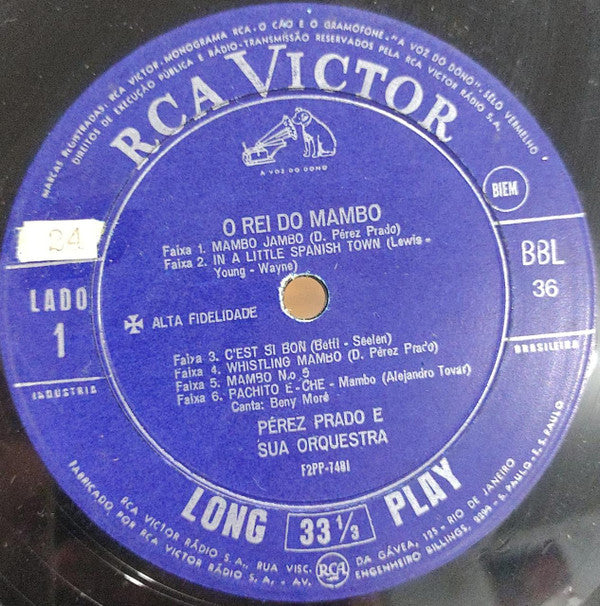 MARCAS REGISTRADAS, RCA VICTOR, MONOGRAMA RCA. O CÃO E O GRAMOFONE. "A VOZ DO DONO". SÊLO VERMELHO
DIREITOS DE EXECUÇÃO PÚBLICA E RÁDIO-TRANSMISSÃO RESERVADOS PELA RCA VICTOR RÁDIO S.A.
RCA VICTOR
A VOZ DO DONO
BIEM
24
O REI DO MAMBO
Faixa 1. MAMBO JAMBO (D. Pérez Prado)
Faixa 2. IN A LITTLE SPANISH TOWN (Lewis -
Young - Wayne)
LADO
1
BBL
36
ALTA FIDELIDADE
Faixa 3. C'EST SI BON (Betti - Seelen)
Faixa 4. WHISTLING MAMBO (D. Pérez Prado)
Faixa 5. MAMBO No. 5
Faixa 6. PACHITO E-CHE - Mambo (Alejandro Tovar)
Canta: Beny Moré
INDUSTRIA
BRASILEIRA
PÉREZ PRADO E
SUA ORQUESTRA
F2PP-7481
LONG 33 1/3 PLAY
RCA
RCA VICTOR RÁDIO S.A., RUA VISC. DA GÁVEA, 125 - RIO DE JANEIRO
FABRICADO, POR RCA VICTOR RÁDIO S.A. - AV. ENGENHEIRO BILLINGS, 2294 - S. PAULO - E. S. PAULO